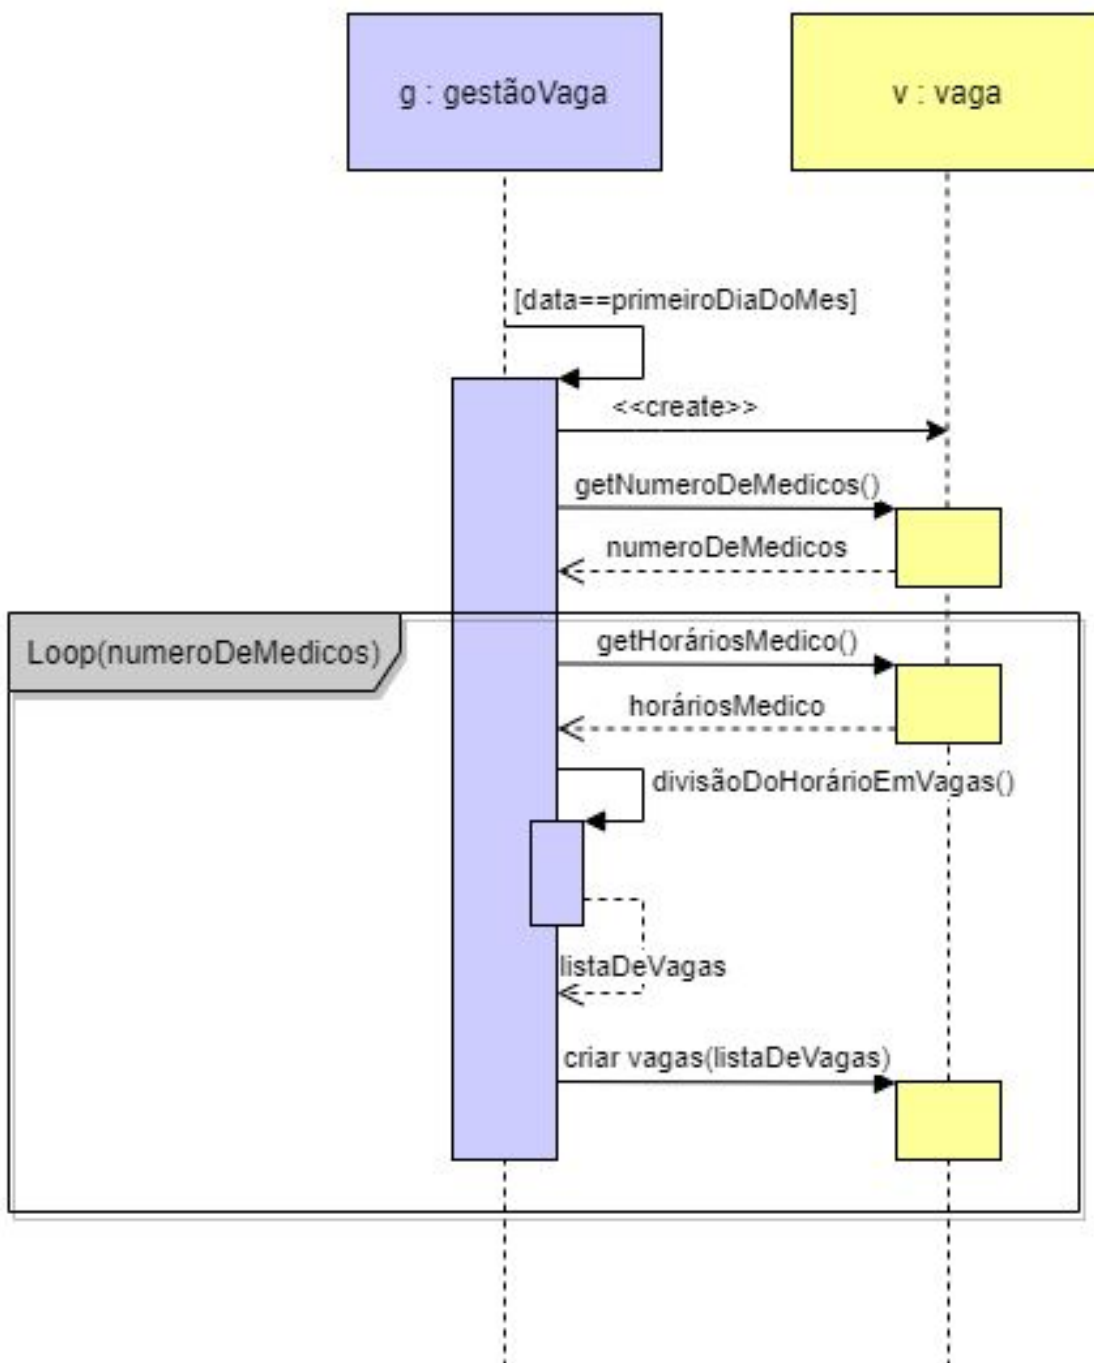 g : gestãoVaga
v : vaga
[data==primeiroDiaDoMes]
<<create>>
getNumeroDeMedicos()
numeroDeMedicos
Loop(numeroDeMedicos)
getHoráriosMedico()
horáriosMedico
divisãoDoHorárioEmVagas()
listaDeVagas
criar vagas(listaDeVagas)